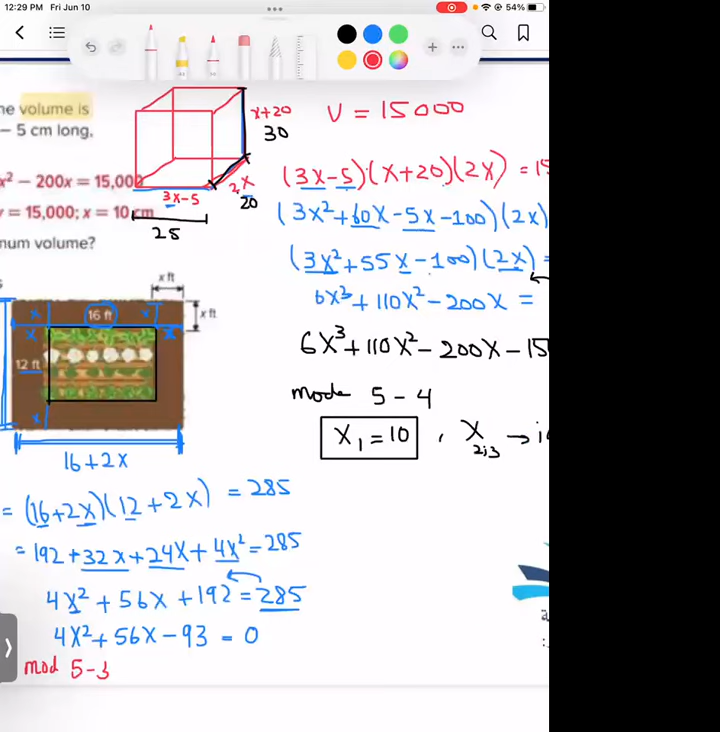 12:29 PM Fri Jun 10
54%
ne volume is
– 5 cm long,
x² – 200x = 15,000
= 15,000; x = 10 cm
num volume?
x+20
30
2x
20
3x-5
25
V = 15000
(3x-5)(x+20)(2x) = 15
(3x²+60x-5x-100)(2x)
(3x²+55x-100)(2x) =
6x³+110x²-200x =
6x³+110x²-200x-15
mode 5-4
x₁ = 10 , x₂,₃ → i
x ft
x 16 ft x
x ft
x x
12 ft
x
16+2x
= (16+2x)(12+2x) = 285
= 192+32x+24x+4x² = 285
4x²+56x+192 = 285
4x²+56x-93 = 0
mod 5-3
a